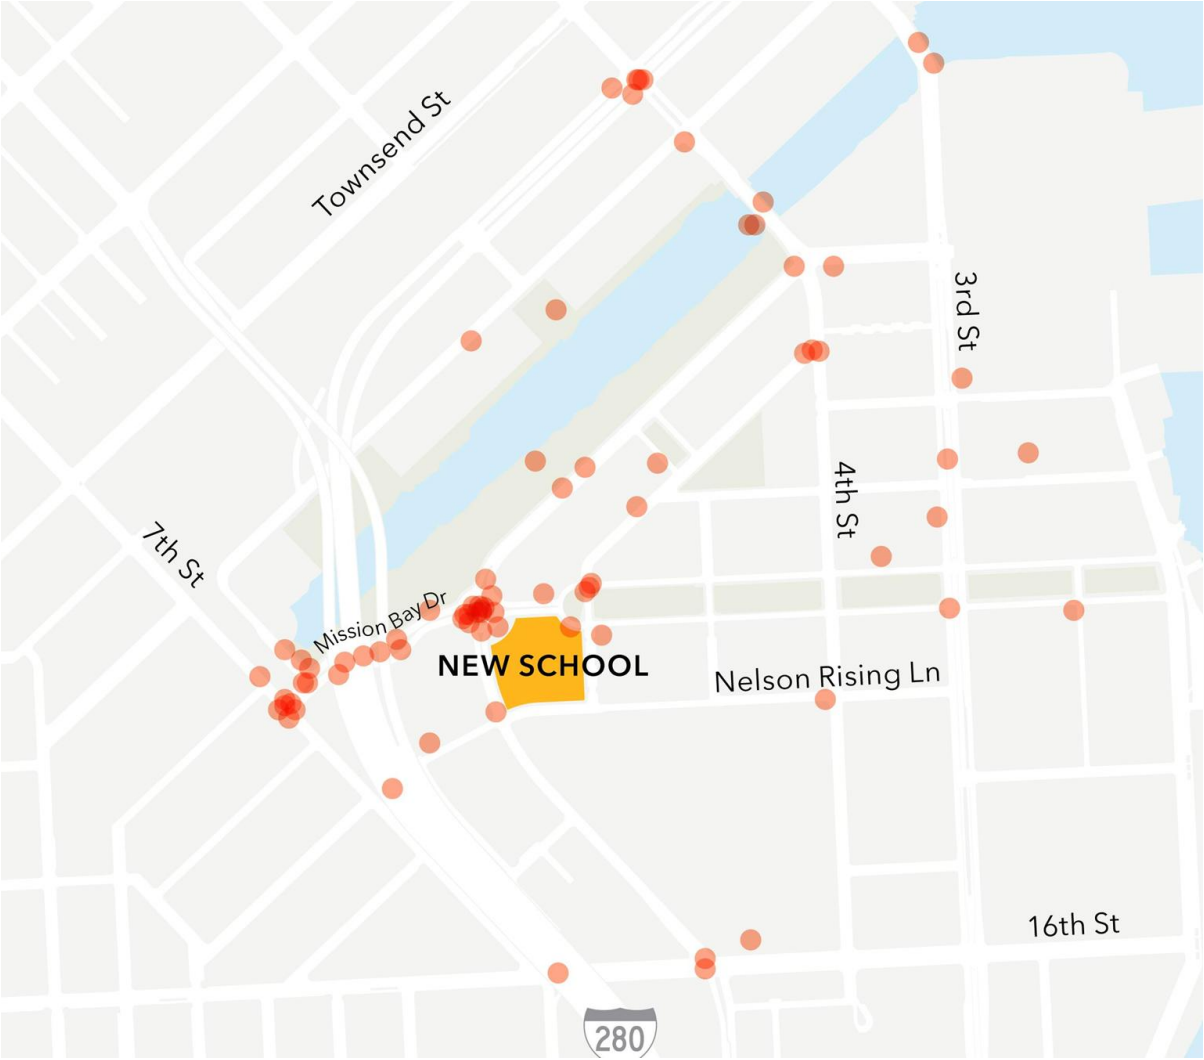 Townsend St
3rd St
4th St
7th St
Mission Bay Dr
NEW SCHOOL
Nelson Rising Ln
16th St
280